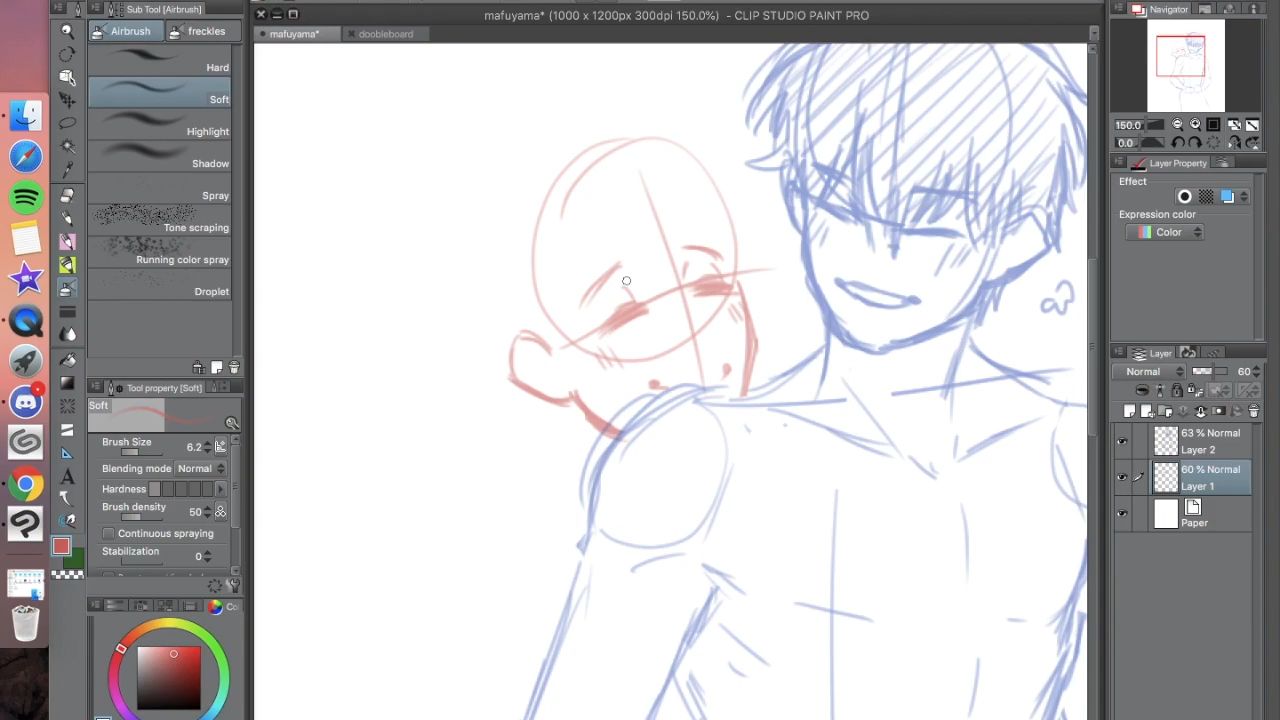 Sub Tool [Airbrush]
Airbrush
freckles
Hard
Soft
Highlight
Shadow
Spray
Tone scraping
Running color spray
Droplet
Tool property [Soft]
Soft
Brush Size 6.2
Blending mode Normal
Hardness
Brush density 50
Continuous spraying
Stabilization 0
Co
mafuyama* (1000 x 1200px 300dpi 150.0%) - CLIP STUDIO PAINT PRO
mafuyama*
doobleboard
Navigator
150.0
0.0
Layer Property
Effect
Expression color
Color
Layer
Normal 60
63 % Normal
Layer 2
60 % Normal
Layer 1
Paper